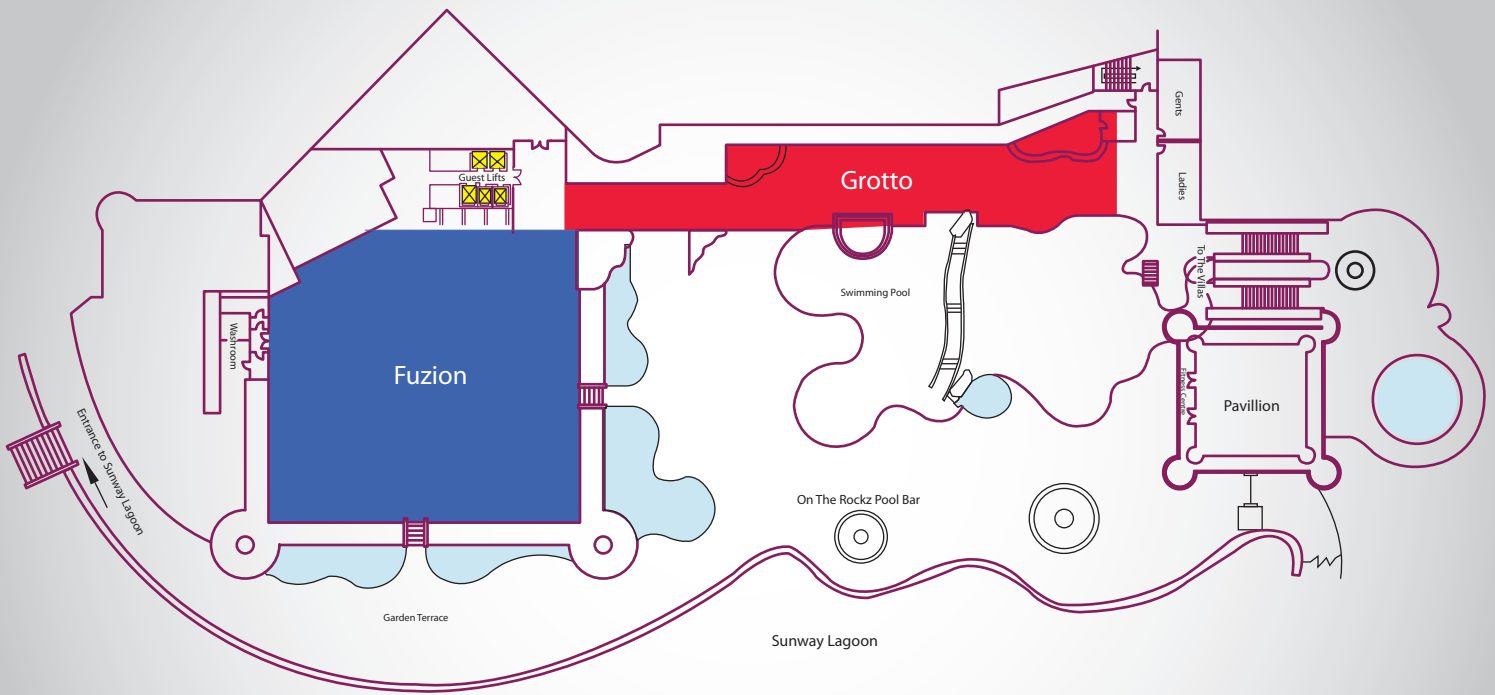 Gents
Guest Lifts
Grotto
Ladies
To The Villas
Swimming Pool
Washroom
Fuzion
Fitness Centre
Pavillion
Entrance to Sunway Lagoon
On The Rockz Pool Bar
Garden Terrace
Sunway Lagoon